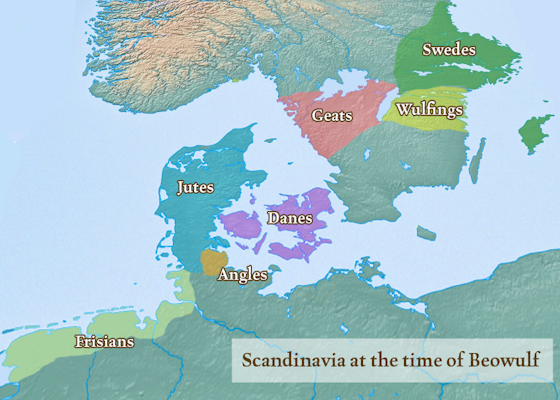 Swedes
Wulfings
Geats
Jutes
Danes
Angles
Frisians
Scandinavia at the time of Beowulf